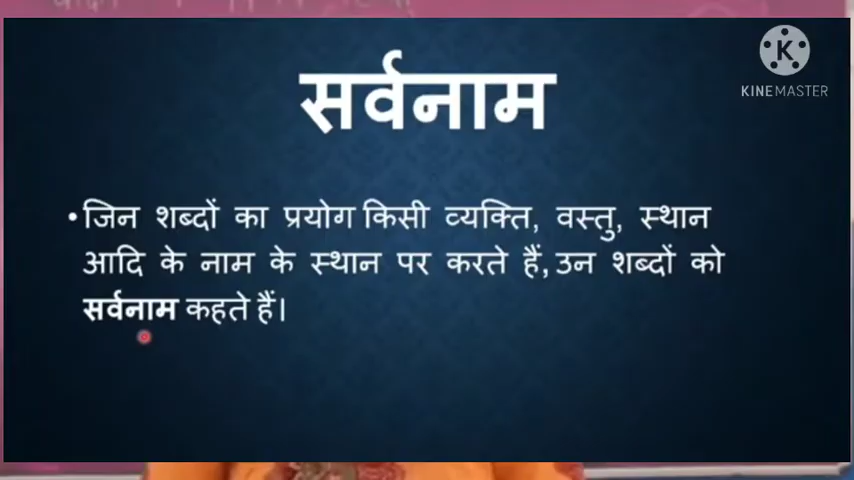 सर्वनाम
K
KINEMASTER
• जिन शब्दों का प्रयोग किसी व्यक्ति, वस्तु, स्थान
आदि के नाम के स्थान पर करते हैं, उन शब्दों को
सर्वनाम कहते हैं।